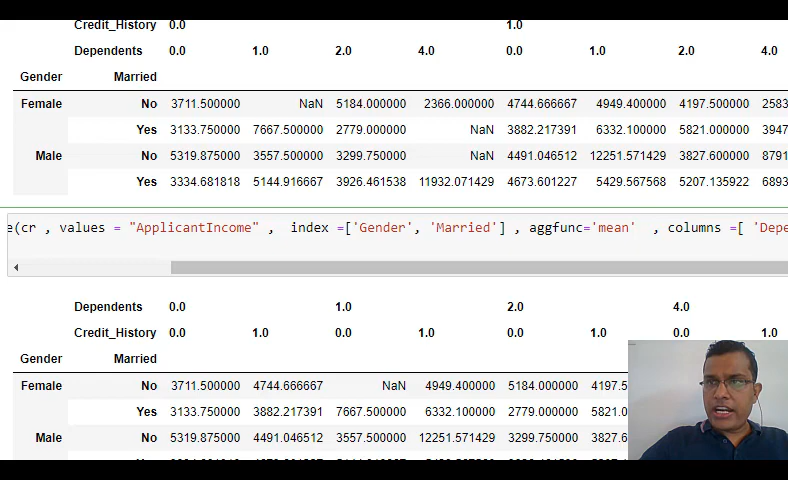 Credit_History 0.0 1.0
Dependents 0.0 1.0 2.0 4.0 0.0 1.0 2.0 4.0
Gender Married
Female No 3711.500000 NaN 5184.000000 2366.000000 4744.666667 4949.400000 4197.500000 2583
Yes 3133.750000 7667.500000 2779.000000 NaN 3882.217391 6332.100000 5821.000000 3947
Male No 5319.875000 3557.500000 3299.750000 NaN 4491.046512 12251.571429 3827.600000 8791
Yes 3334.681818 5144.916667 3926.461538 11932.071429 4673.601227 5429.567568 5207.135922 6893
e(cr , values = "ApplicantIncome" , index =['Gender', 'Married'] , aggfunc='mean' , columns =[ 'Depe
Dependents 0.0 1.0 2.0 4.0
Credit_History 0.0 1.0 0.0 1.0 0.0 1.0 0.0 1.0
Gender Married
Female No 3711.500000 4744.666667 NaN 4949.400000 5184.000000 4197.5
Yes 3133.750000 3882.217391 7667.500000 6332.100000 2779.000000 5821.0
Male No 5319.875000 4491.046512 3557.500000 12251.571429 3299.750000 3827.6